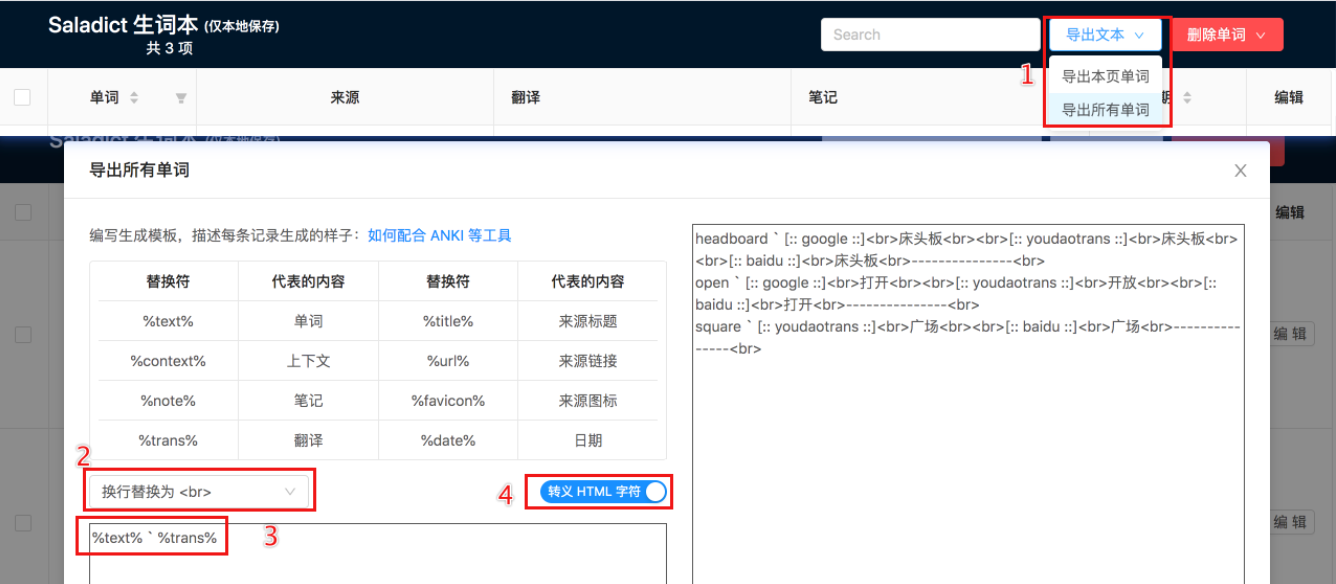 Saladict 生词本 (仅本地保存)
共 3 项
Search
导出文本
删除单词
1
导出本页单词
导出所有单词
单词
来源
翻译
笔记
期
编辑
Saladict 生词本 (仅本地保存)
导出所有单词
编辑
编写生成模板，描述每条记录生成的样子：如何配合 ANKI 等工具
替换符 代表的内容 替换符 代表的内容
%text% 单词 %title% 来源标题
%context% 上下文 %url% 来源链接
%note% 笔记 %favicon% 来源图标
%trans% 翻译 %date% 日期
2
换行替换为 <br>
4
转义 HTML 字符
%text% ` %trans%
3
headboard ` [:: google ::]<br>床头板<br><br>[:: youdaotrans ::]<br>床头板<br>
<br>[:: baidu ::]<br>床头板<br>---------------<br>
open ` [:: google ::]<br>打开<br><br>[:: youdaotrans ::]<br>开放<br><br>[::
baidu ::]<br>打开<br>---------------<br>
square ` [:: youdaotrans ::]<br>广场<br><br>[:: baidu ::]<br>广场<br>----------
-----<br>
编 辑
编 辑